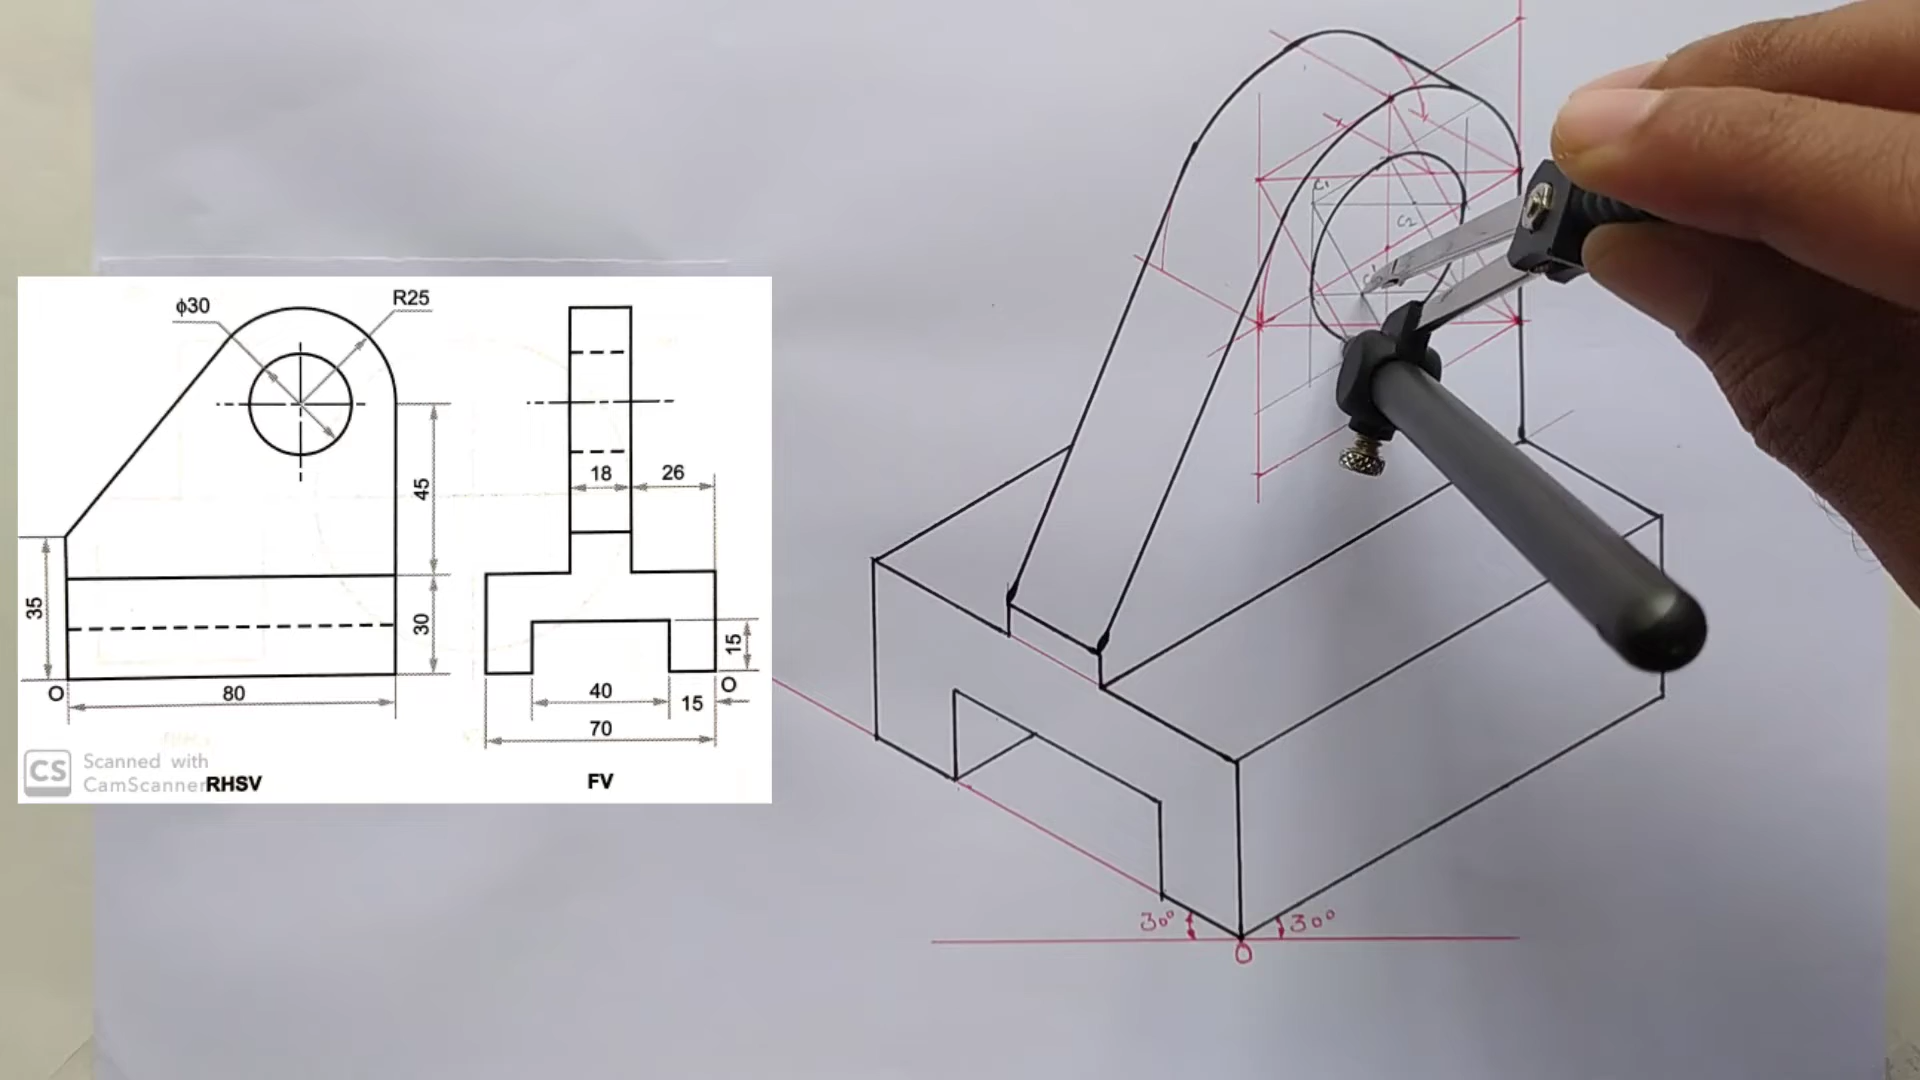 ϕ30
R25
18
26
45
35
30
15
O
80
40
15
O
70
CS Scanned with
CamScanner
RHSV
FV
C1
C2
30°
30°
O